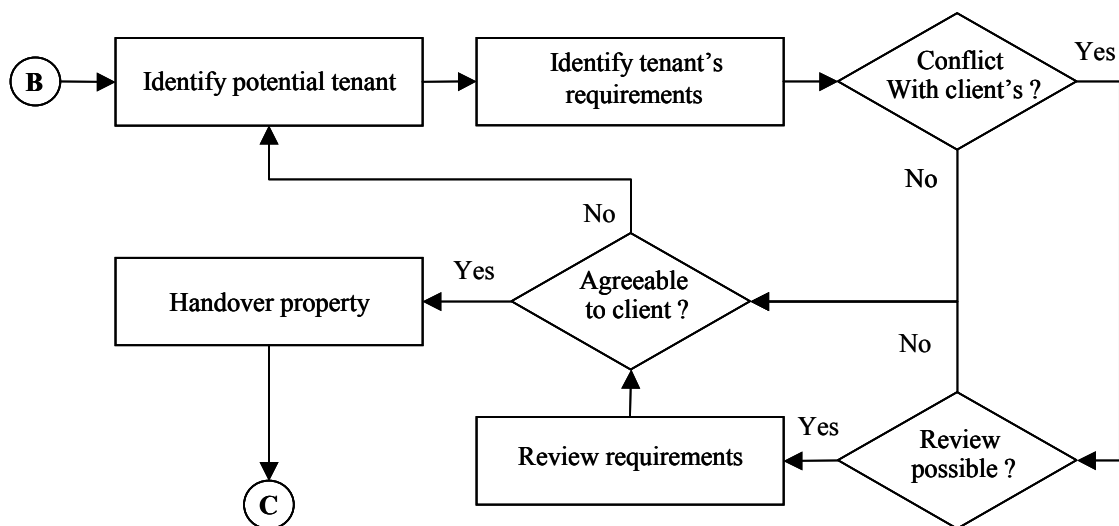 B
Identify potential tenant
Identify tenant’s
requirements
Conflict
With client’s ?
Yes
No
No
Agreeable
to client ?
Yes
Handover property
No
Review requirements
Yes
Review
possible ?
C